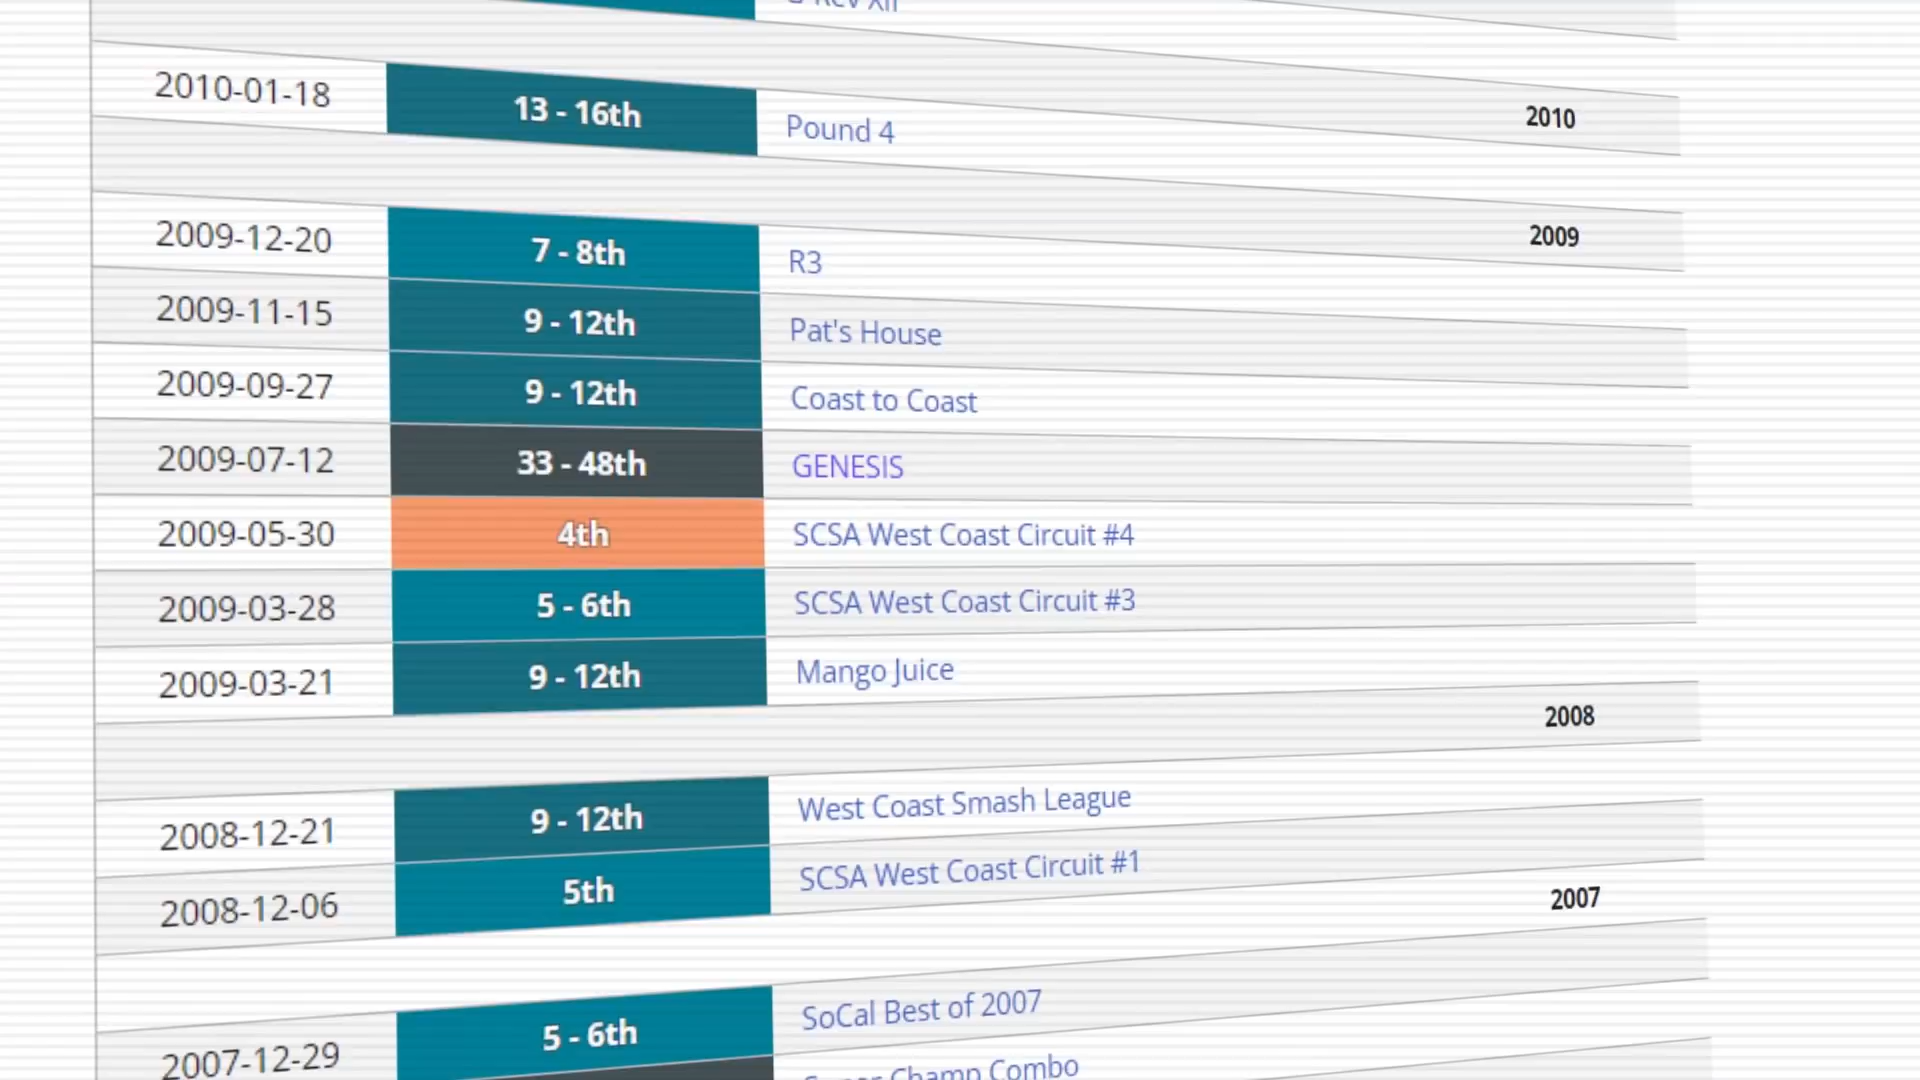 XII
2010
2010-01-18 13 - 16th Pound 4
2009
2009-12-20 7 - 8th R3
2009-11-15 9 - 12th Pat's House
2009-09-27 9 - 12th Coast to Coast
2009-07-12 33 - 48th GENESIS
2009-05-30 4th SCSA West Coast Circuit #4
2009-03-28 5 - 6th SCSA West Coast Circuit #3
2009-03-21 9 - 12th Mango Juice
2008
2008-12-21 9 - 12th West Coast Smash League
2008-12-06 5th SCSA West Coast Circuit #1
2007
2007-12-29 5 - 6th SoCal Best of 2007
Champ Combo